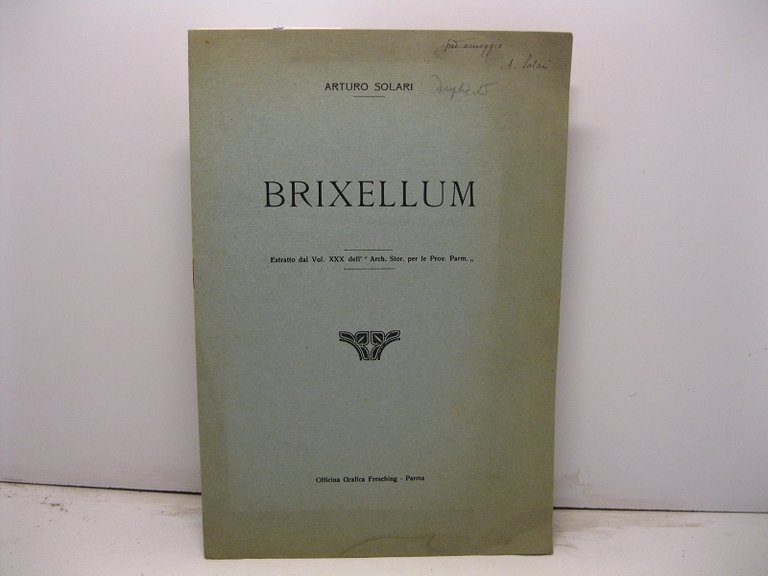 A. Solari
ARTURO SOLARI
BRIXELLUM
Estratto dal Vol. XXX dell' " Arch. Stor. per le Prov. Parm. „
Officina Grafica Fresching - Parma